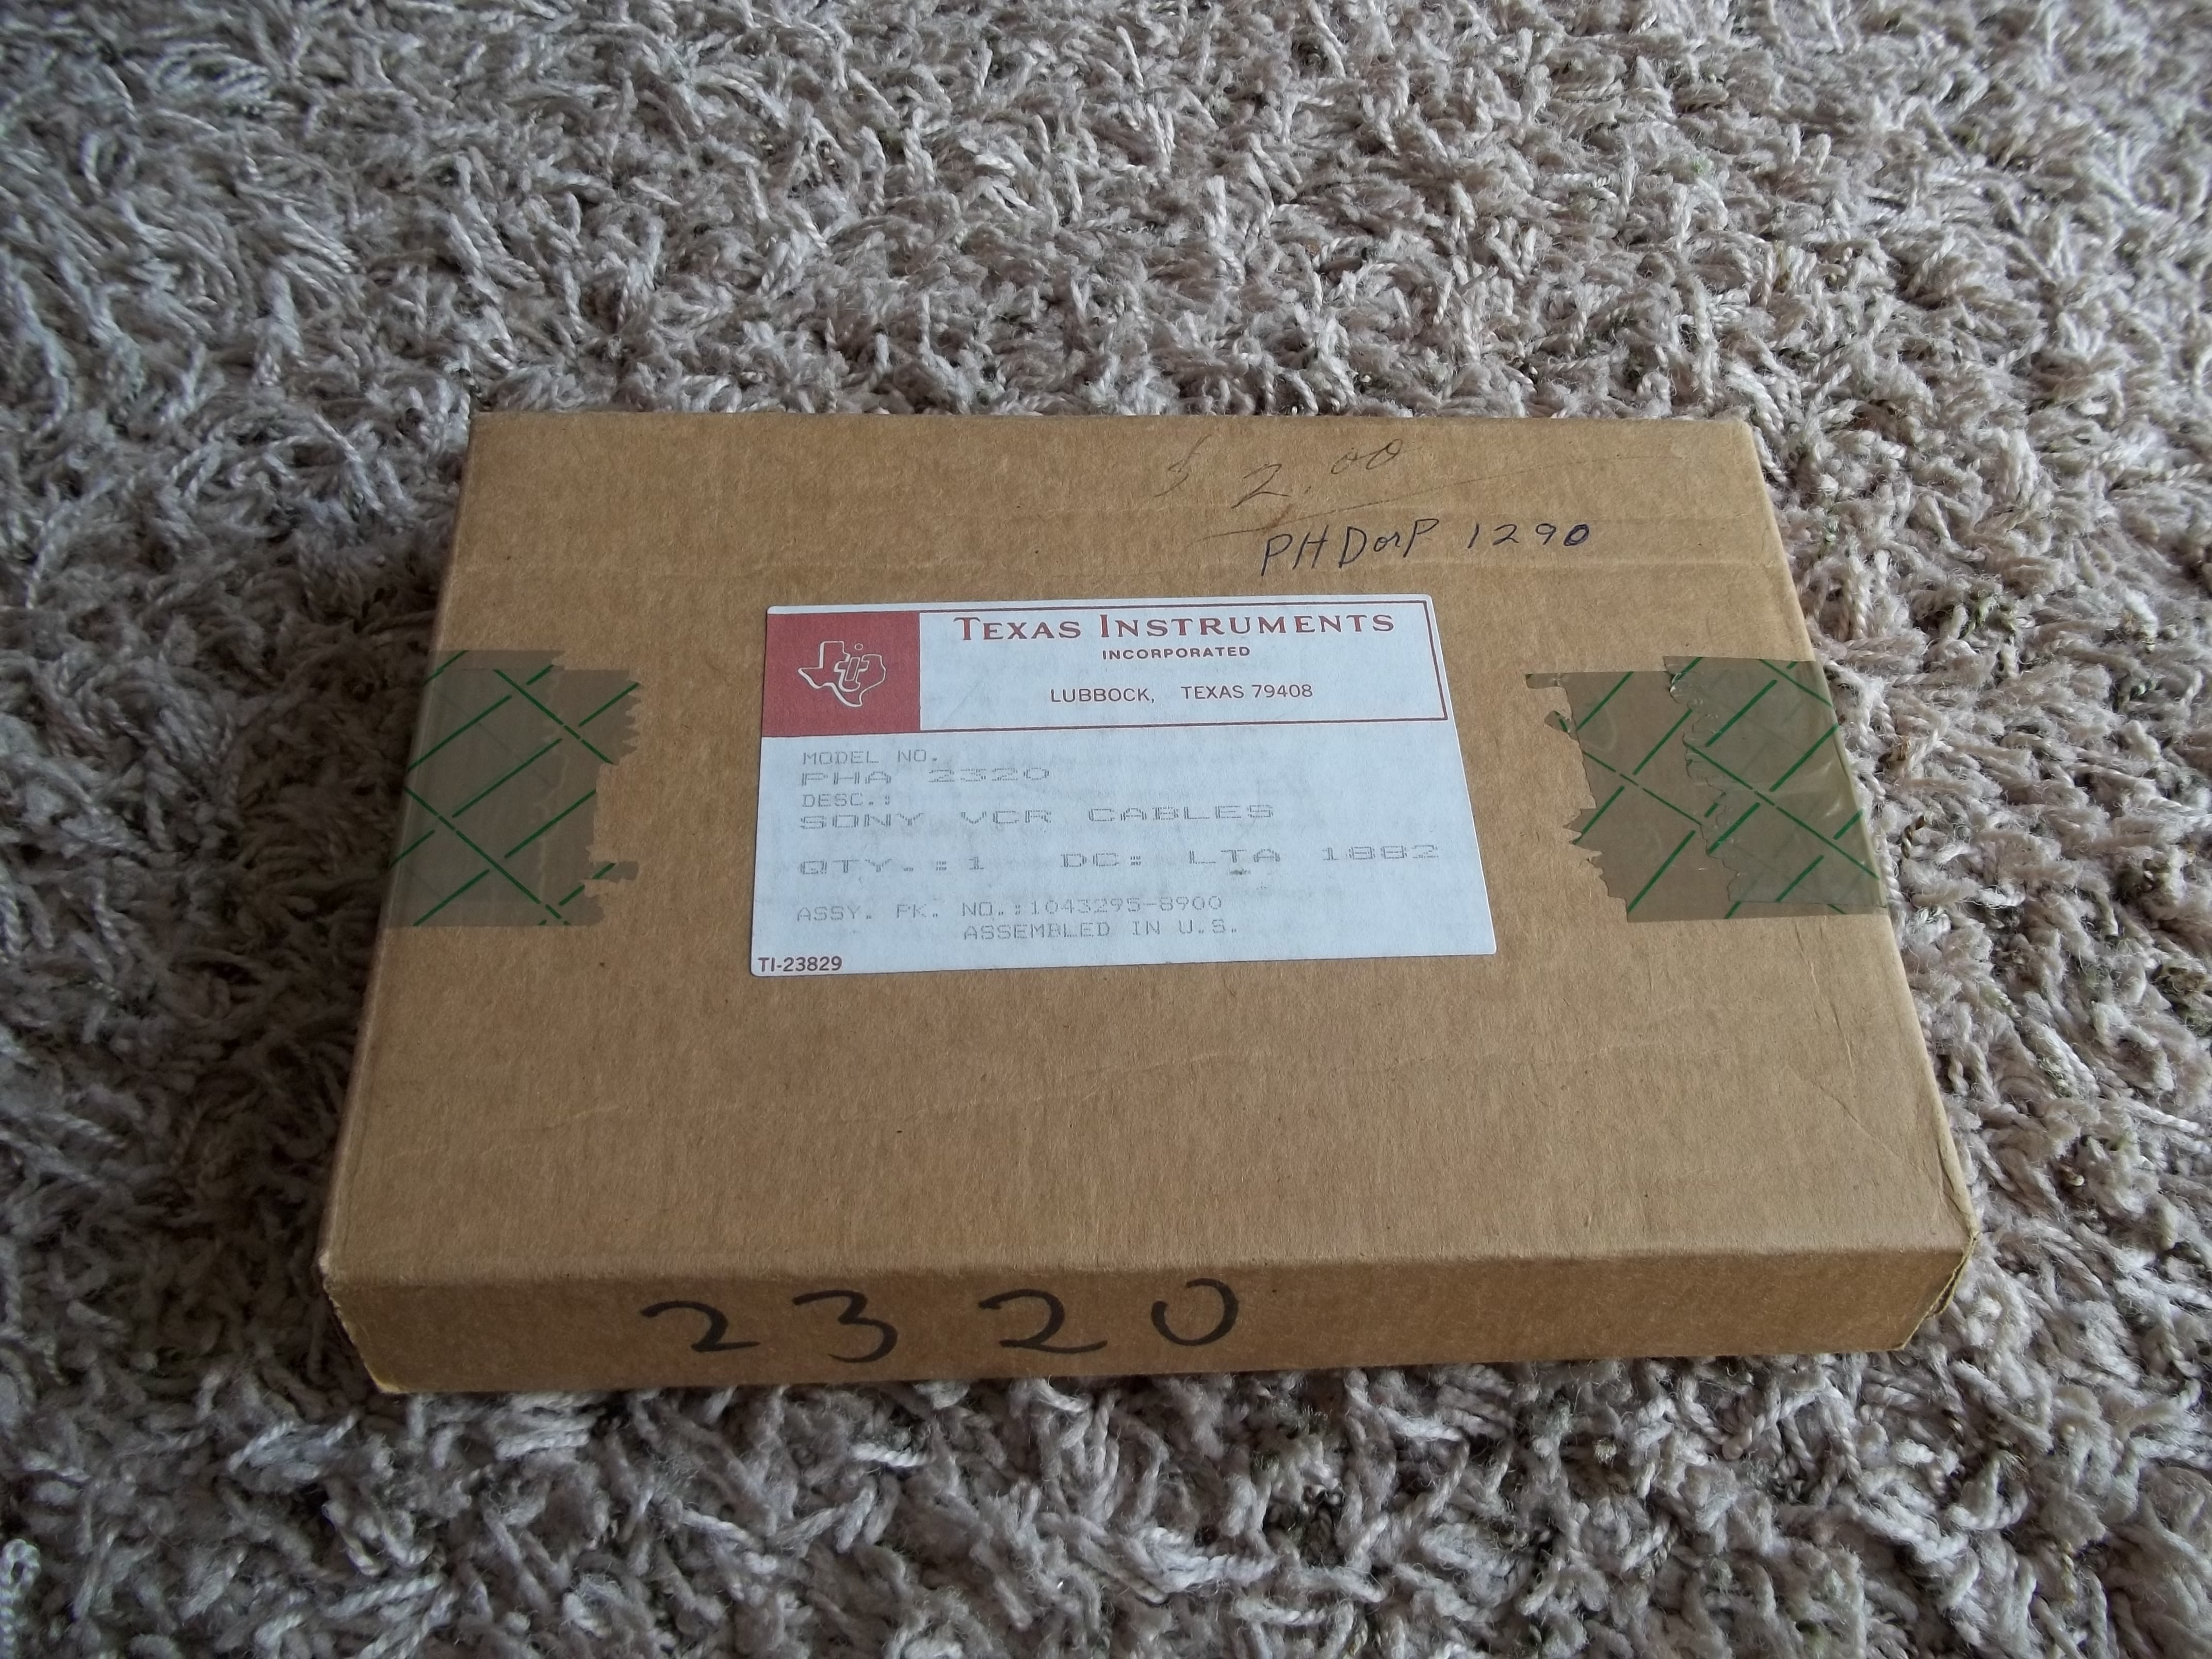 $ 2.00
PHDorP 1290
TEXAS INSTRUMENTS
INCORPORATED
LUBBOCK, TEXAS 79408
MODEL NO.
PHA 2320
DESC.:
SONY VCR CABLES
QTY.:1 DC: LTA 1882
ASSY. PK. NO.:1043295-8900
ASSEMBLED IN U.S.
TI-23829
2320